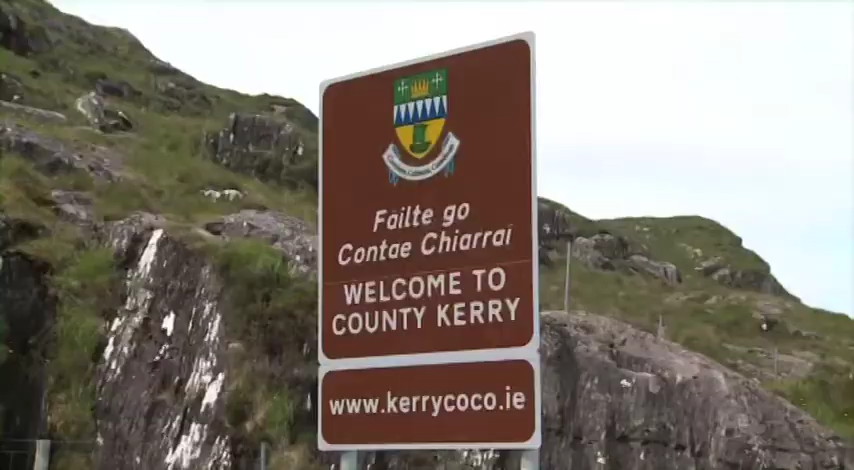 Fáilte go
Contae Chiarraí
WELCOME TO
COUNTY KERRY
www.kerrycoco.ie